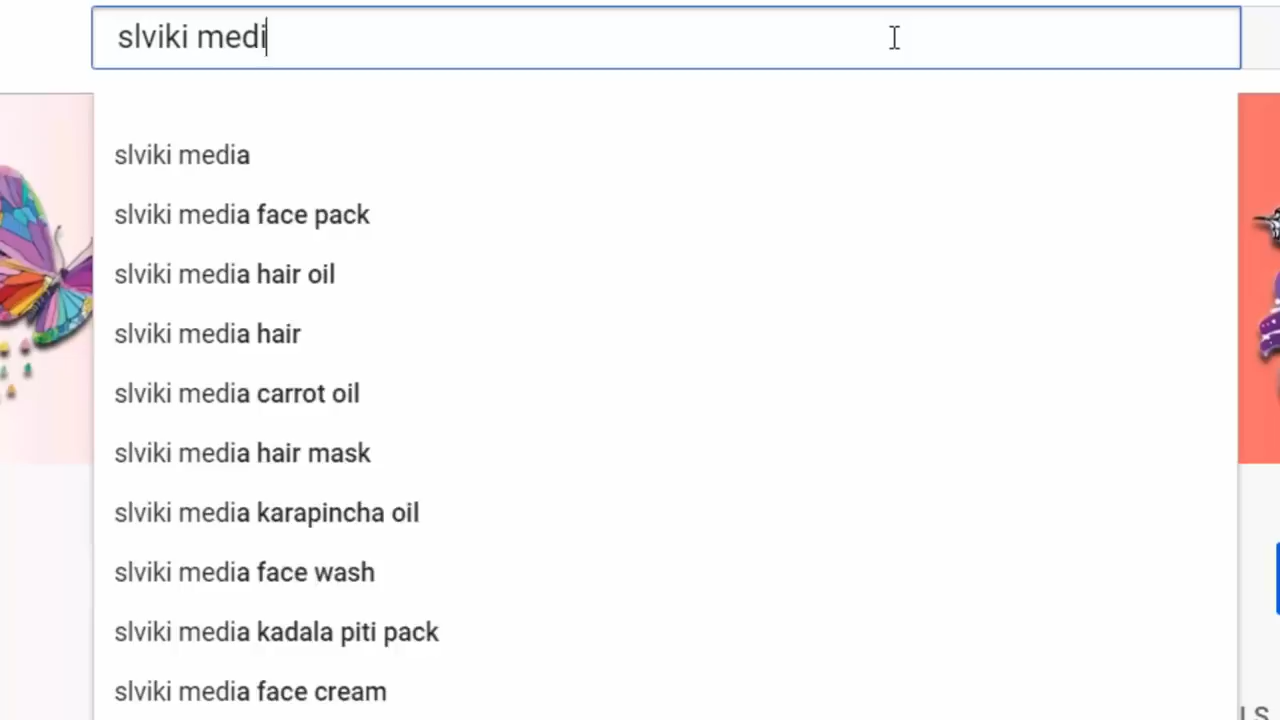 slviki medi
slviki media
slviki media face pack
slviki media hair oil
slviki media hair
slviki media carrot oil
slviki media hair mask
slviki media karapincha oil
slviki media face wash
slviki media kadala piti pack
slviki media face cream